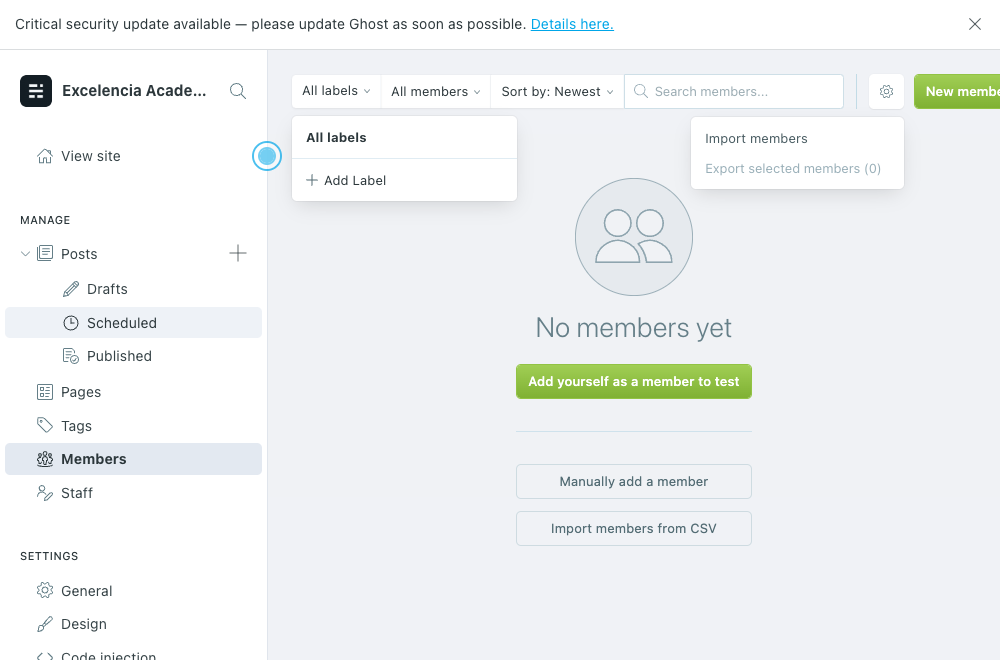 Critical security update available — please update Ghost as soon as possible. Details here.
Excelencia Acade...
View site
MANAGE
Posts
Drafts
Scheduled
Published
Pages
Tags
Members
Staff
SETTINGS
General
Design
Code injection
All labels
All members
Sort by: Newest
Search members...
New membe
All labels
+ Add Label
Import members
Export selected members (0)
No members yet
Add yourself as a member to test
Manually add a member
Import members from CSV